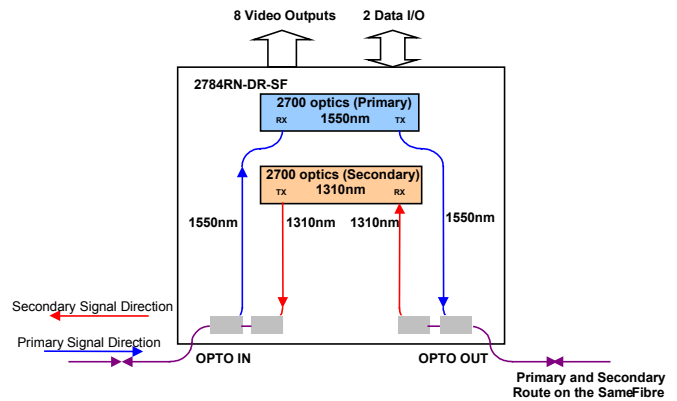 8 Video Outputs
2 Data I/O
2784RN-DR-SF
2700 optics (Primary)
RX
1550nm
TX
2700 optics (Secondary)
TX
1310nm
RX
1550nm
1310nm
1310nm
1550nm
Secondary Signal Direction
Primary Signal Direction
OPTO IN
OPTO OUT
Primary and Secondary
Route on the SameFibre